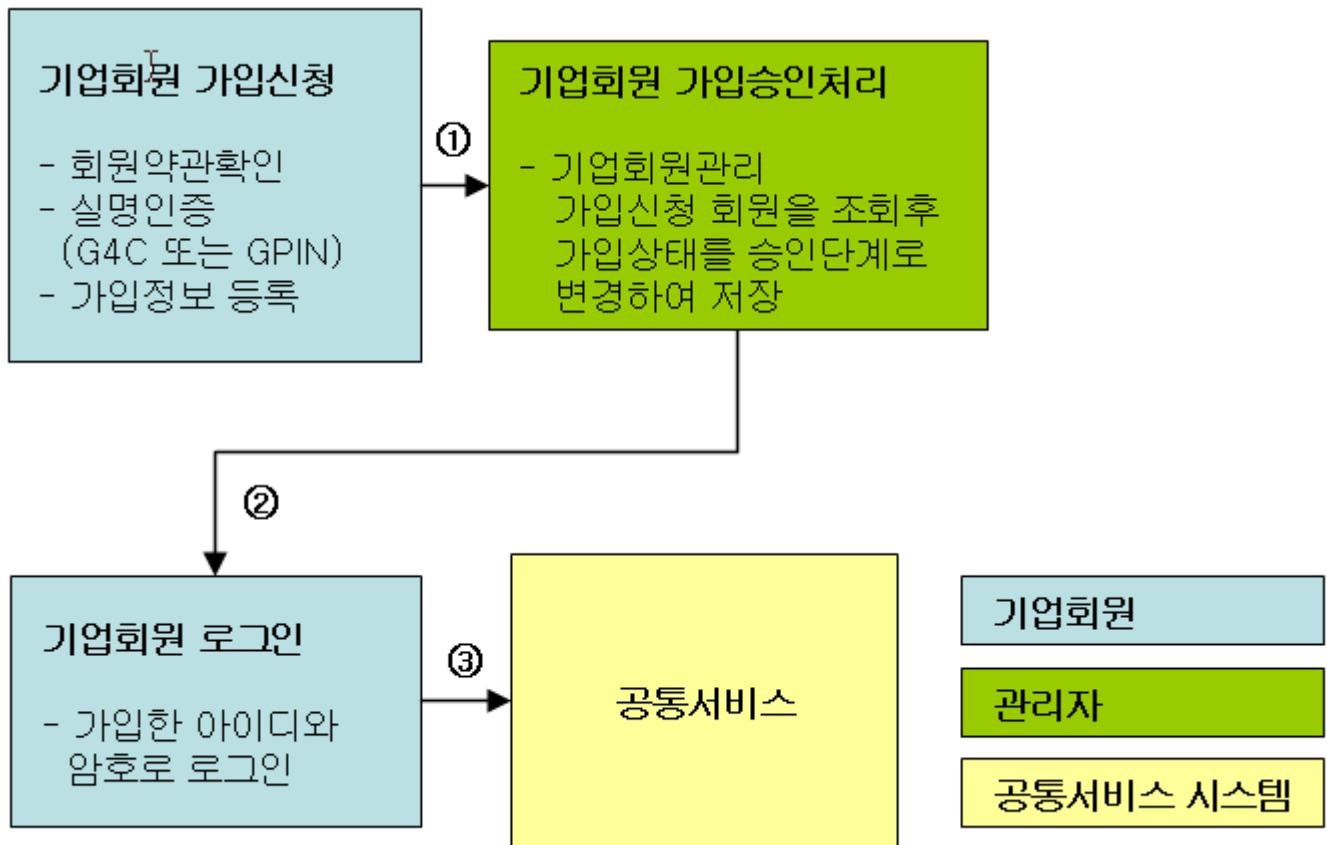 기업회원 가입신청
- 회원약관확인
- 실명인증
(G4C 또는 GPIN)
- 가입정보 등록
①
기업회원 가입승인처리
- 기업회원관리
가입신청 회원을 조회후
가입상태를 승인단계로
변경하여 저장
②
기업회원 로그인
- 가입한 아이디와
암호로 로그인
③
공통서비스
기업회원
관리자
공통서비스 시스템